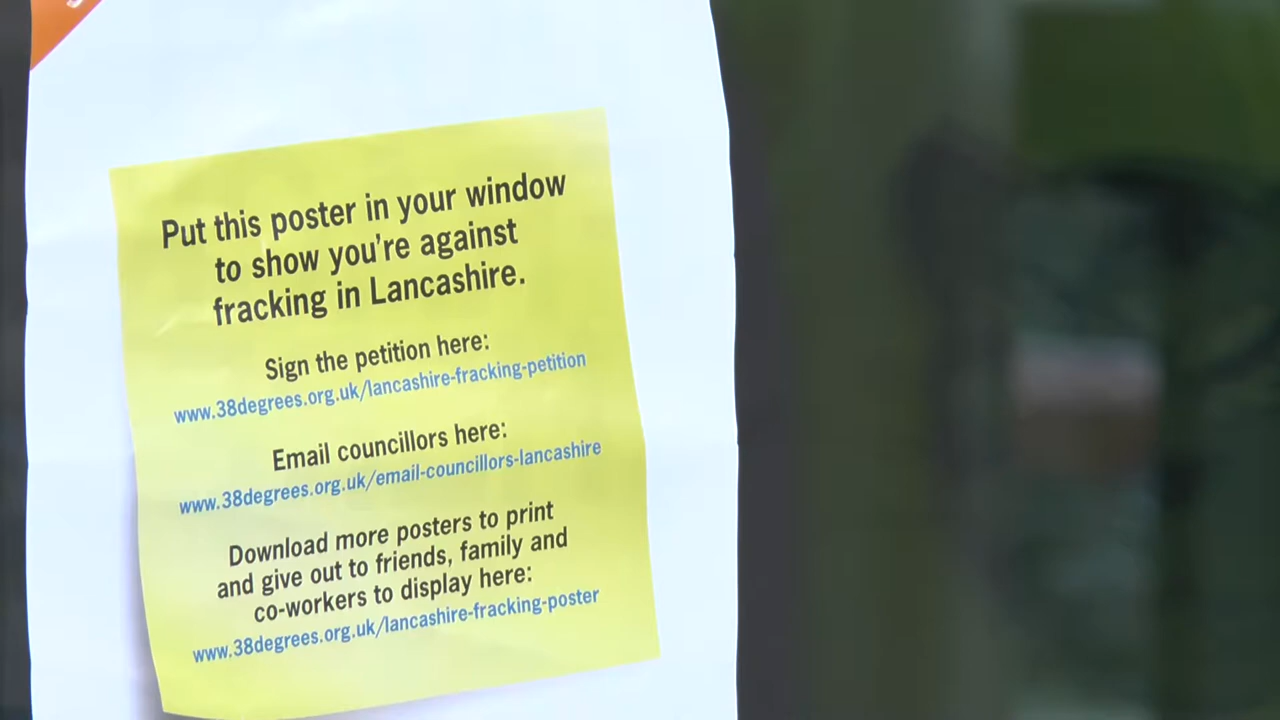 Put this poster in your window
to show you're against
fracking in Lancashire.
Sign the petition here:
www.38degrees.org.uk/lancashire-fracking-petition
Email councillors here:
www.38degrees.org.uk/email-councillors-lancashire
Download more posters to print
and give out to friends, family and
co-workers to display here:
www.38degrees.org.uk/lancashire-fracking-poster